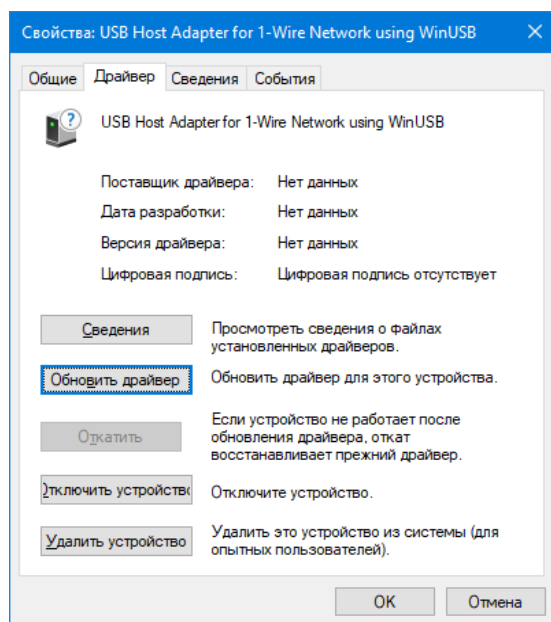 Свойства: USB Host Adapter for 1-Wire Network using WinUSB
Общие Драйвер Сведения События
USB Host Adapter for 1-Wire Network using WinUSB
Поставщик драйвера: Нет данных
Дата разработки: Нет данных
Версия драйвера: Нет данных
Цифровая подпись: Цифровая подпись отсутствует
Сведения
Просмотреть сведения о файлах
установленных драйверов.
Обновить драйвер
Обновить драйвер для этого устройства.
Откатить
Если устройство не работает после
обновления драйвера, откат
восстанавливает прежний драйвер.
Отключить устройство
Отключите устройство.
Удалить устройство
Удалить это устройство из системы (для
опытных пользователей).
OK Отмена